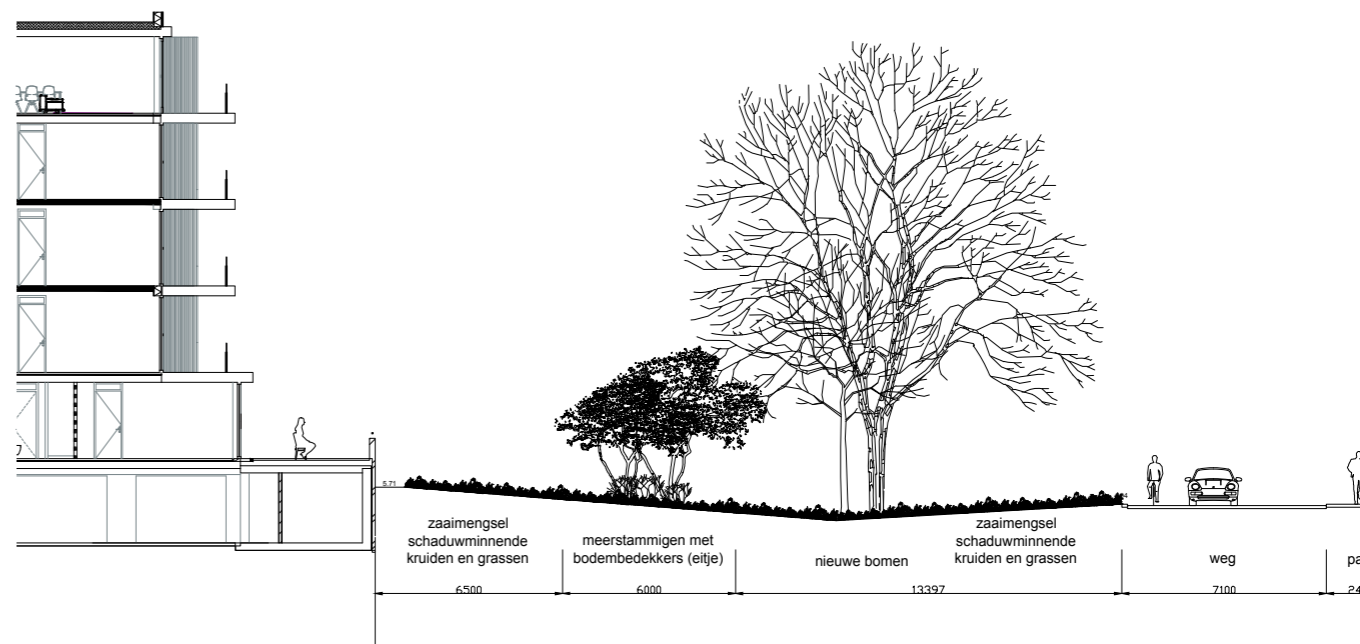 5.71
zaaimengsel
schaduwminnende
kruiden en grassen
meerstammigen met
bodembedekkers (eitje)
nieuwe bomen
zaaimengsel
schaduwminnende
kruiden en grassen
weg
6500
6000
13397
7100